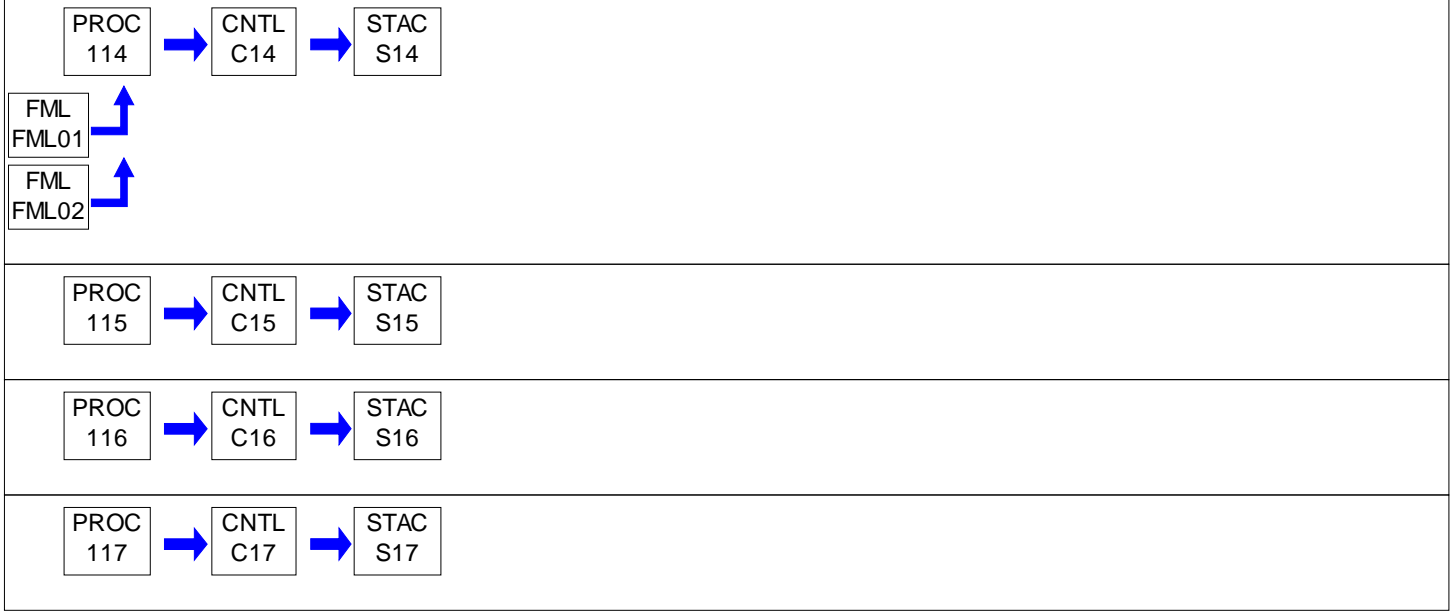 PROC
114
CNTL
C14
STAC
S14
FML
FML01
FML
FML02
PROC
115
CNTL
C15
STAC
S15
PROC
116
CNTL
C16
STAC
S16
PROC
117
CNTL
C17
STAC
S17